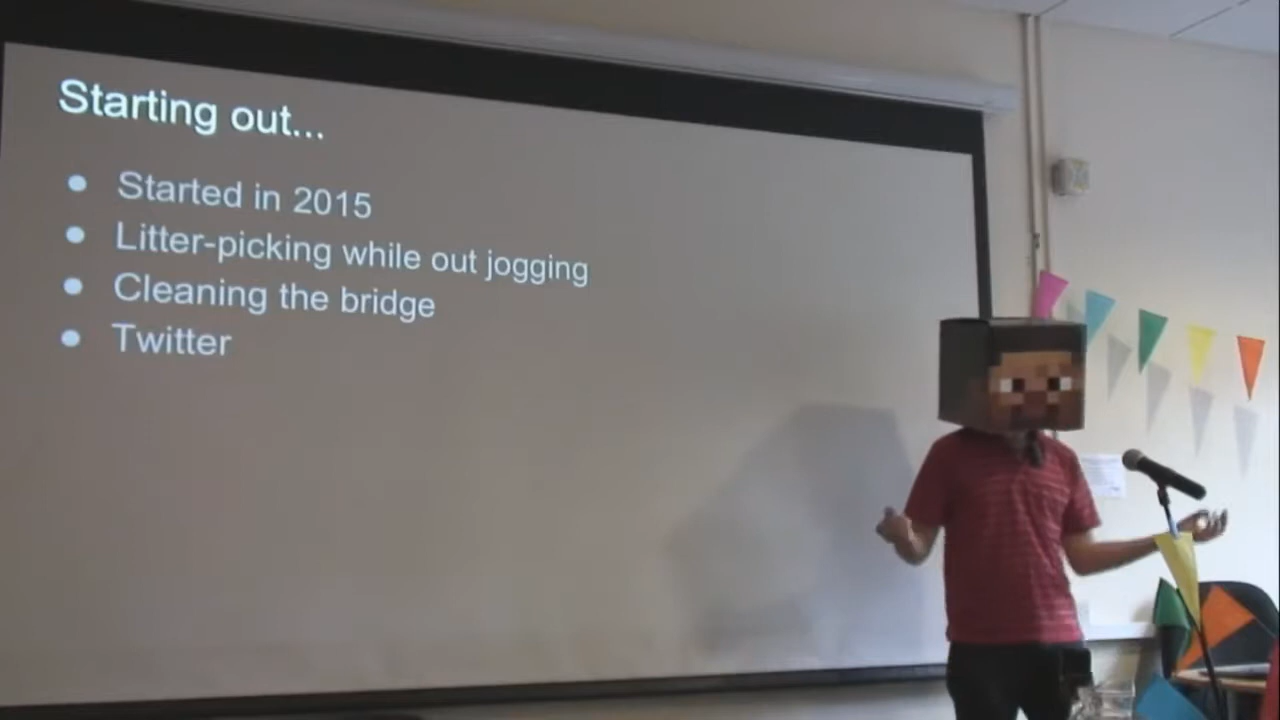 Starting out...
● Started in 2015
● Litter-picking while out jogging
● Cleaning the bridge
● Twitter